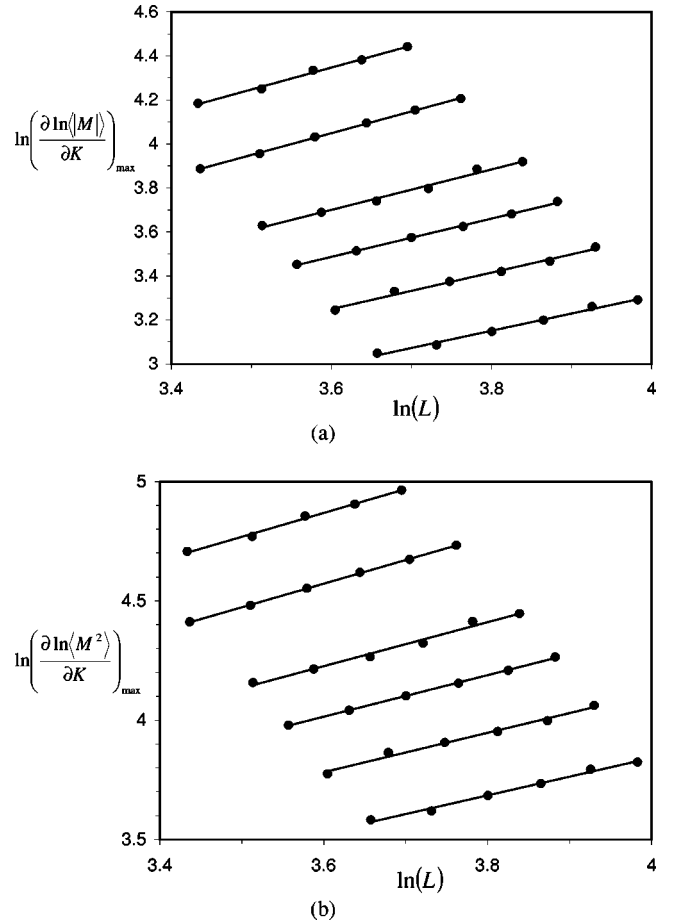 4.6
4.4
4.2
4
3.8
3.6
3.4
3.2
3
ln(∂ ln⟨|M|⟩ / ∂K)max
3.4 3.6 3.8 4
ln(L)
(a)
5
4.5
4
3.5
ln(∂ ln⟨M²⟩ / ∂K)max
3.4 3.6 3.8 4
ln(L)
(b)